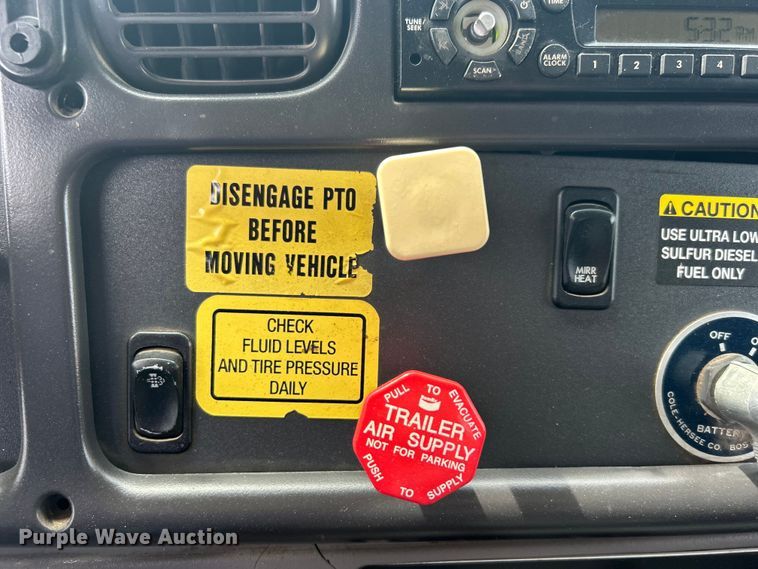 TUNE/
SEEK
TIME
BAND
SCAN
ALARM
CLOCK
1
2
3
4
DISENGAGE PTO
BEFORE
MOVING VEHICLE
CHECK
FLUID LEVELS
AND TIRE PRESSURE
DAILY
MIRR
HEAT
CAUTION
USE ULTRA LOW
SULFUR DIESEL
FUEL ONLY
OFF
BATTERY
COLE-HERSEE CO. BOS
PULL TO EVACUATE
TRAILER
AIR SUPPLY
NOT FOR PARKING
PUSH TO SUPPLY
Purple Wave Auction